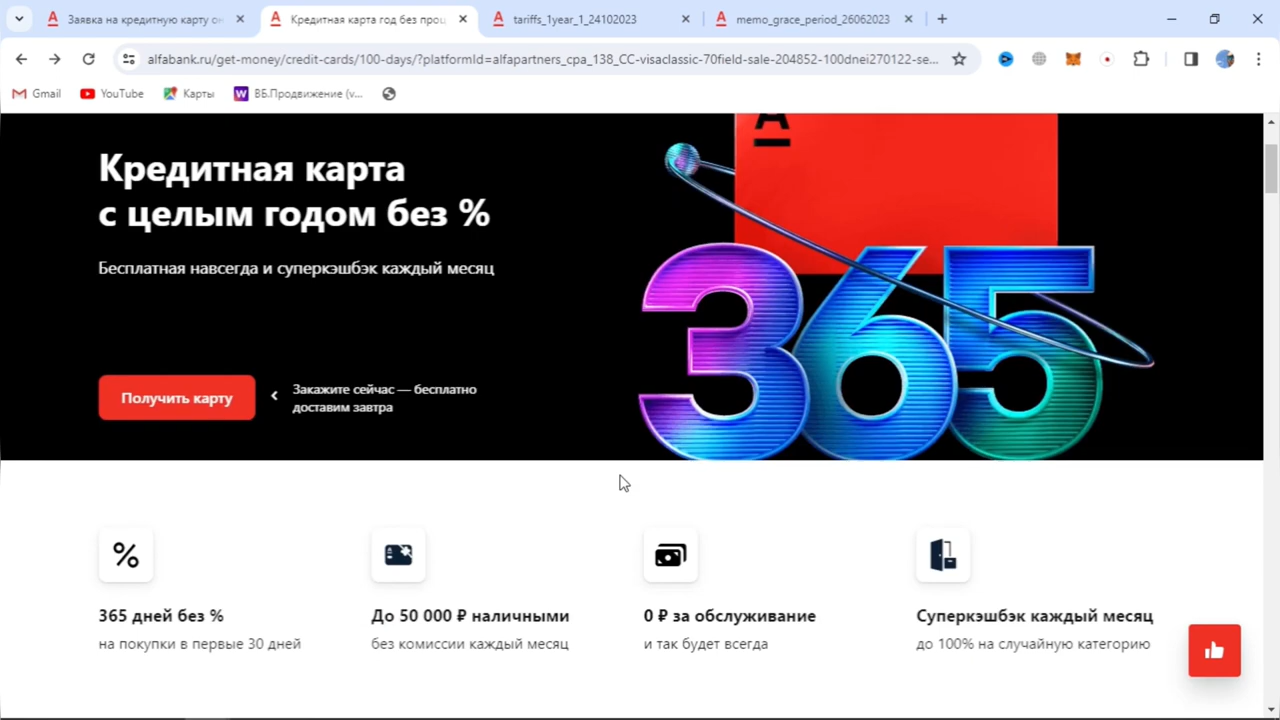 Заявка на кредитную карту он
Кредитная карта год без проц
tariffs_1year_1_24102023
memo_grace_period_26062023
alfabank.ru/get-money/credit-cards/100-days/?platformId=alfapartners_cpa_138_CC-visaclassic-70field-sale-204852-100dnei270122-se...
Gmail
YouTube
Карты
W ВБ.Продвижение (v...
А
Кредитная карта
с целым годом без %
Бесплатная навсегда и суперкэшбэк каждый месяц
365
Получить карту
Закажите сейчас — бесплатно
доставим завтра
%
365 дней без %
на покупки в первые 30 дней
До 50 000 ₽ наличными
без комиссии каждый месяц
0 ₽ за обслуживание
и так будет всегда
Суперкэшбэк каждый месяц
до 100% на случайную категорию